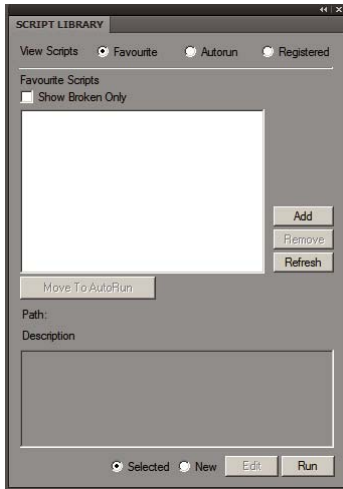 SCRIPT LIBRARY
View Scripts Favourite Autorun Registered
Favourite Scripts
Show Broken Only
Add
Remove
Refresh
Move To AutoRun
Path:
Description
Selected New Edit Run